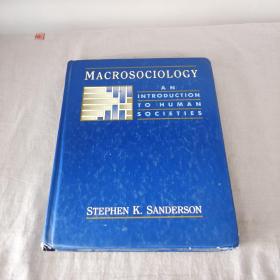 MACROSOCIOLOGY
AN
INTRODUCTION
TO HUMAN
SOCIETIES
STEPHEN K. SANDERSON